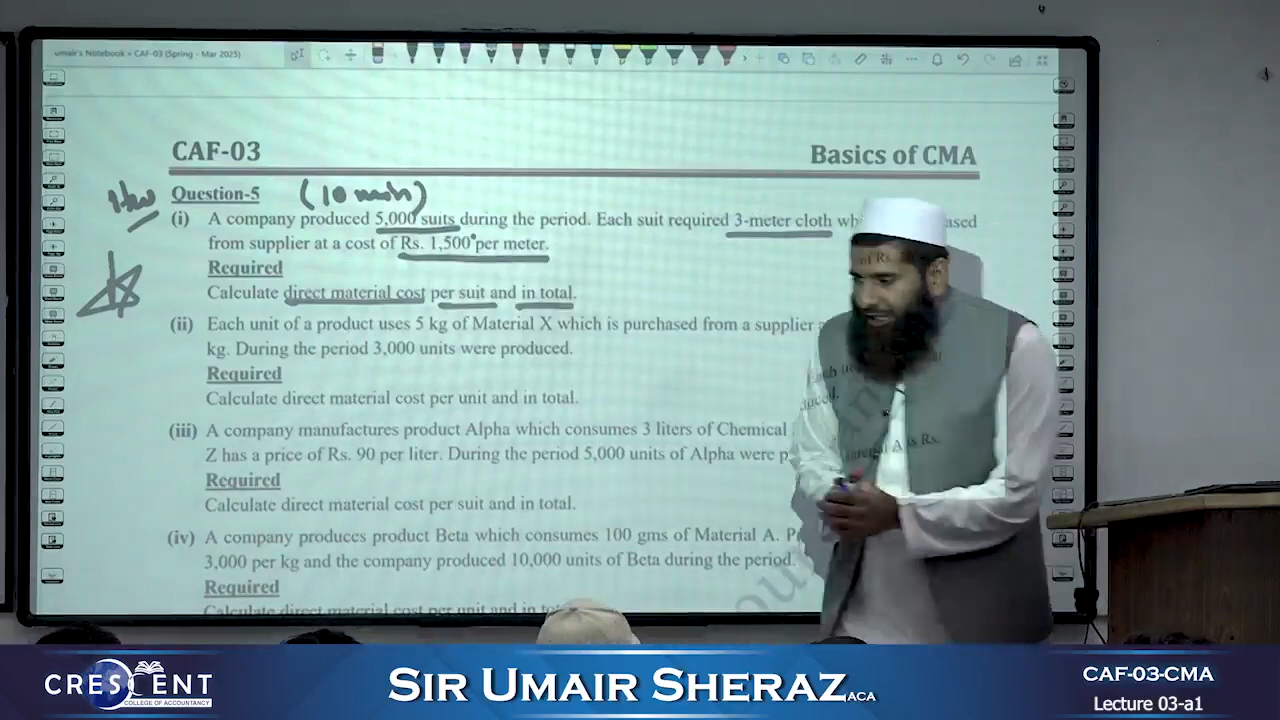 umair's Notebook » CAF-03 (Spring - Mar 2025)
CAF-03 Basics of CMA
Question-5 (10 mark)
(i) A company produced 5,000 suits during the period. Each suit required 3-meter cloth
from supplier at a cost of Rs. 1,500 per meter.
Required
Calculate direct material cost per suit and in total.
(ii) Each unit of a product uses 5 kg of Material X which is purchased from a supplier
kg. During the period 3,000 units were produced.
Required
Calculate direct material cost per unit and in total.
(iii) A company manufactures product Alpha which consumes 3 liters of Chemical
Z has a price of Rs. 90 per liter. During the period 5,000 units of Alpha were
Required
Calculate direct material cost per suit and in total.
(iv) A company produces product Beta which consumes 100 gms of Material A.
3,000 per kg and the company produced 10,000 units of Beta during the period.
Required
Calculate direct material cost per unit and in
CRESCENT
COLLEGE OF ACCOUNTANCY
SIR UMAIR SHERAZ ACA
CAF-03-CMA
Lecture 03-a1